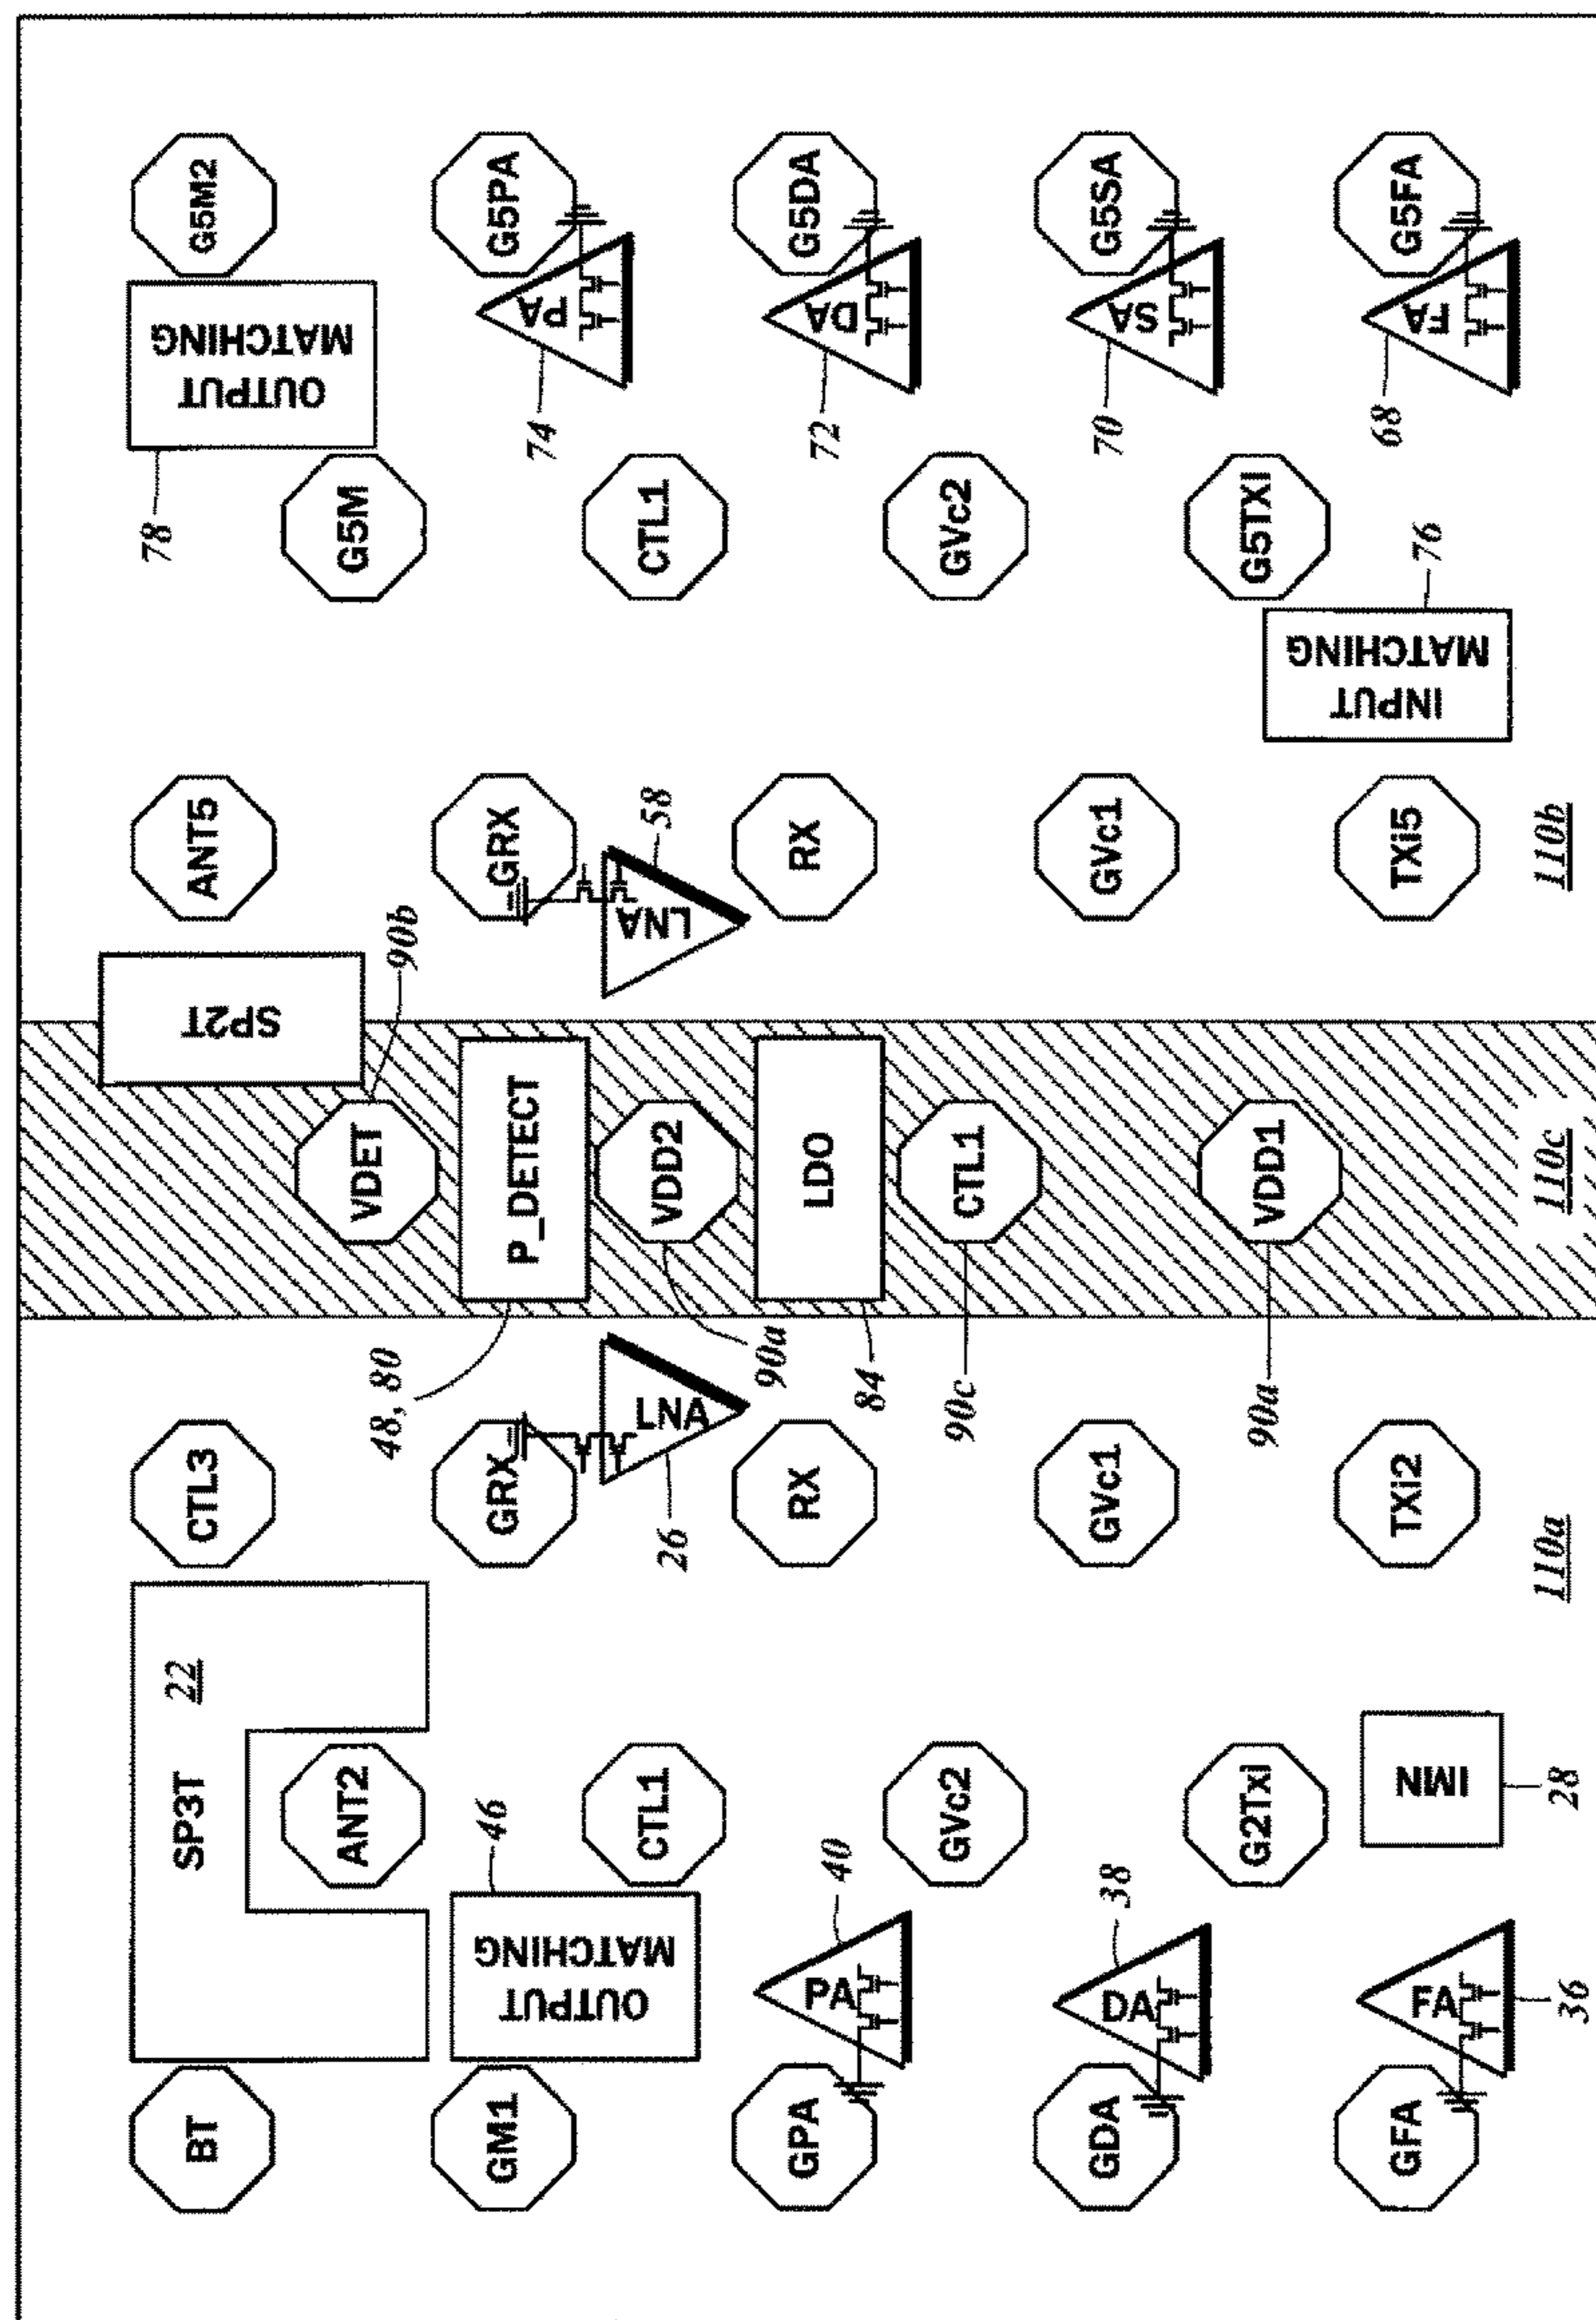 BT
SP3T
22
CTL3
SP2T
ANT5
OUTPUT
MATCHING
78
G5M2
ANT2
VDET
90b
G5M
GM1
OUTPUT
MATCHING
46
GRX
48, 80
P_DETECT
GRX
74
PA
G5PA
CTL1
26
LNA
90a
VDD2
LNA
58
CTL1
GPA
PA
40
RX
84
LDO
RX
72
DA
G5DA
GVc2
90c
CTL1
GVc2
GDA
DA
38
GVc1
GVc1
70
SA
G5SA
G2Txi
90a
VDD1
INPUT
MATCHING
76
G5TXI
GFA
FA
36
IMN
28
TXi2
TXi5
68
FA
G5FA
110a
110c
110b